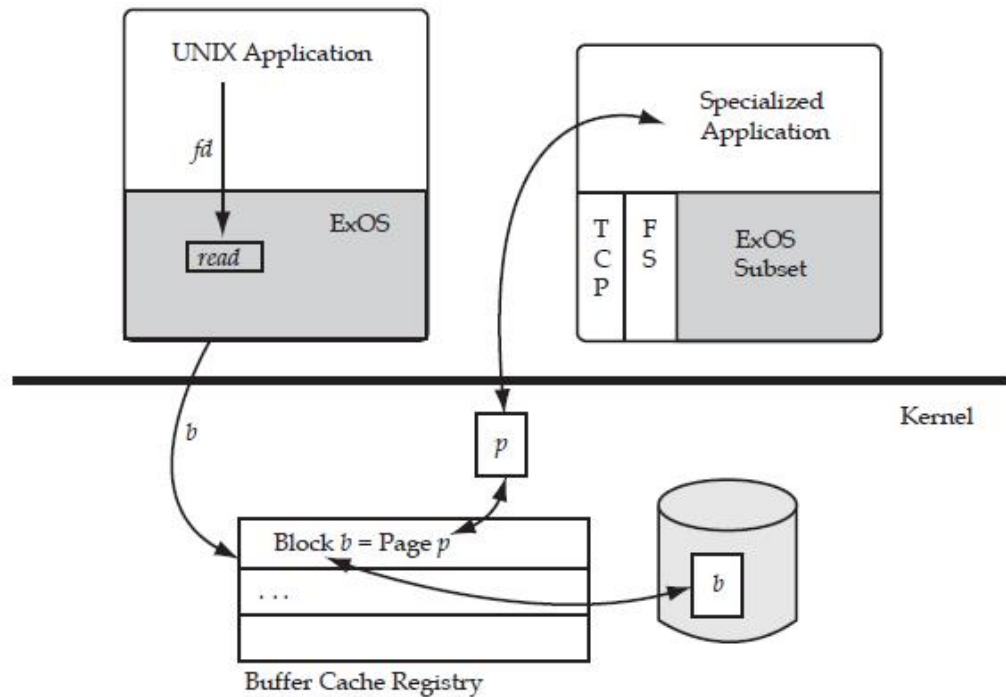 UNIX Application
fd
ExOS
read
Specialized
Application
T
C
P
F
S
ExOS
Subset
Kernel
b
p
Block b = Page p
. . .
b
Buffer Cache Registry